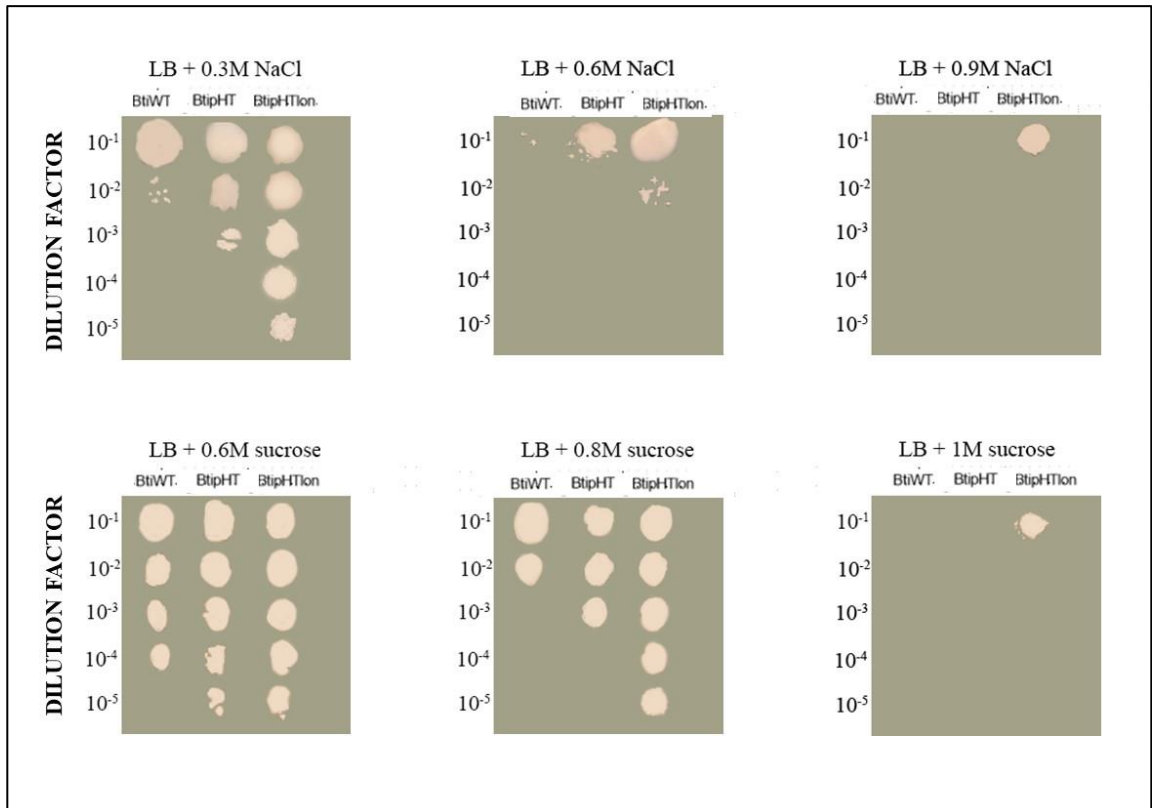 LB + 0.3M NaCl
BtiWT. BtipHT BtipHTlon.
10-1
10-2
10-3
10-4
10-5
DILUTION FACTOR
LB + 0.6M NaCl
BtiWT. BtipHT BtipHTlon.
10-1
10-2
10-3
10-4
10-5
LB + 0.9M NaCl
BtiWT. BtipHT BtipHTlon.
10-1
10-2
10-3
10-4
10-5
LB + 0.6M sucrose
BtiWT. BtipHT BtipHTlon
10-1
10-2
10-3
10-4
10-5
DILUTION FACTOR
LB + 0.8M sucrose
BtiWT. BtipHT BtipHTlon
10-1
10-2
10-3
10-4
10-5
LB + 1M sucrose
BtiWT. BtipHT BtipHTlon
10-1
10-2
10-3
10-4
10-5